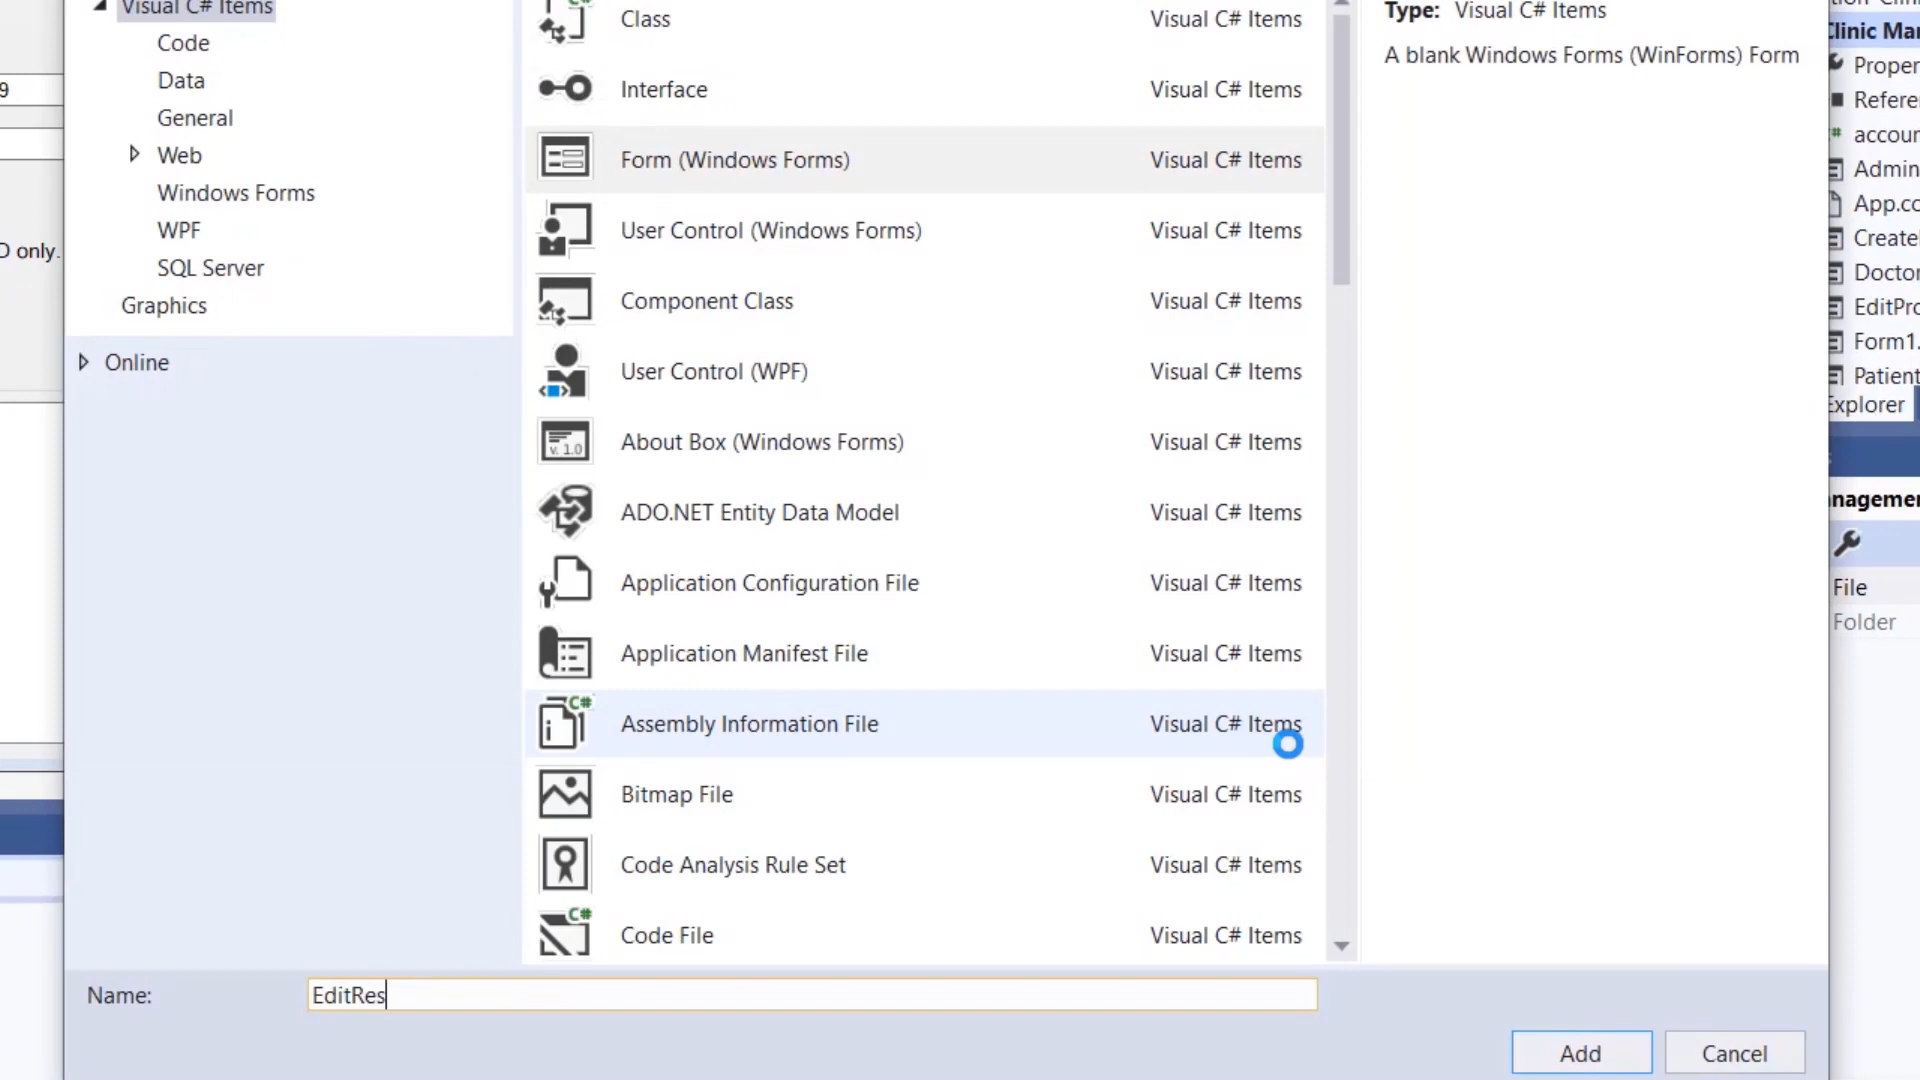 Visual C# Items
Code
Data
General
Web
Windows Forms
WPF
SQL Server
Graphics
Online
Class Visual C# Items
Interface Visual C# Items
Form (Windows Forms) Visual C# Items
User Control (Windows Forms) Visual C# Items
Component Class Visual C# Items
User Control (WPF) Visual C# Items
About Box (Windows Forms) Visual C# Items
ADO.NET Entity Data Model Visual C# Items
Application Configuration File Visual C# Items
Application Manifest File Visual C# Items
Assembly Information File Visual C# Items
Bitmap File Visual C# Items
Code Analysis Rule Set Visual C# Items
Code File Visual C# Items
Type: Visual C# Items
A blank Windows Forms (WinForms) Form
Name: EditRes
Add Cancel
9
D only.
Clinic Mar
Proper
Refere
accour
Admin
App.co
Create
Doctor
EditPro
Form1.
Patient
Explorer
anagemer
File
Folder